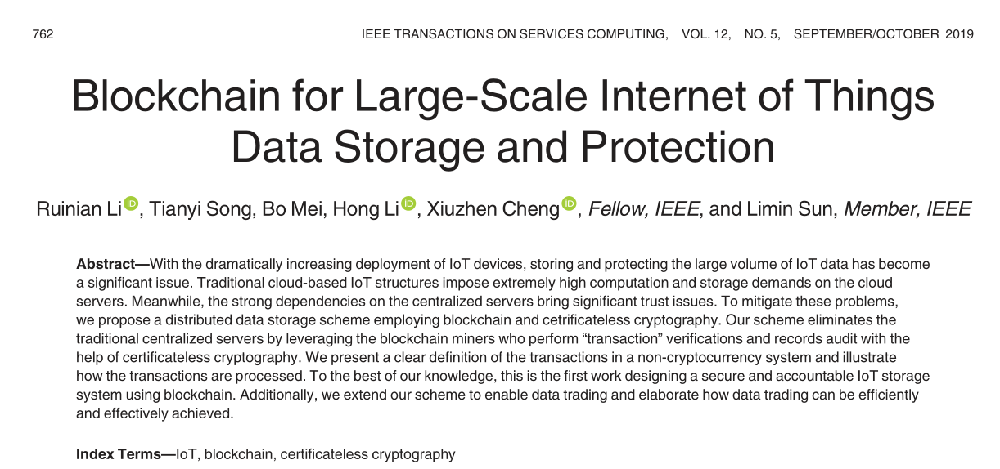 762
IEEE TRANSACTIONS ON SERVICES COMPUTING, VOL. 12, NO. 5, SEPTEMBER/OCTOBER 2019
Blockchain for Large-Scale Internet of Things
Data Storage and Protection
Ruinian Li iD, Tianyi Song, Bo Mei, Hong Li iD, Xiuzhen Cheng iD, Fellow, IEEE, and Limin Sun, Member, IEEE
Abstract—With the dramatically increasing deployment of IoT devices, storing and protecting the large volume of IoT data has become
a significant issue. Traditional cloud-based IoT structures impose extremely high computation and storage demands on the cloud
servers. Meanwhile, the strong dependencies on the centralized servers bring significant trust issues. To mitigate these problems,
we propose a distributed data storage scheme employing blockchain and cetrificateless cryptography. Our scheme eliminates the
traditional centralized servers by leveraging the blockchain miners who perform “transaction” verifications and records audit with the
help of certificateless cryptography. We present a clear definition of the transactions in a non-cryptocurrency system and illustrate
how the transactions are processed. To the best of our knowledge, this is the first work designing a secure and accountable IoT storage
system using blockchain. Additionally, we extend our scheme to enable data trading and elaborate how data trading can be efficiently
and effectively achieved.
Index Terms—IoT, blockchain, certificateless cryptography